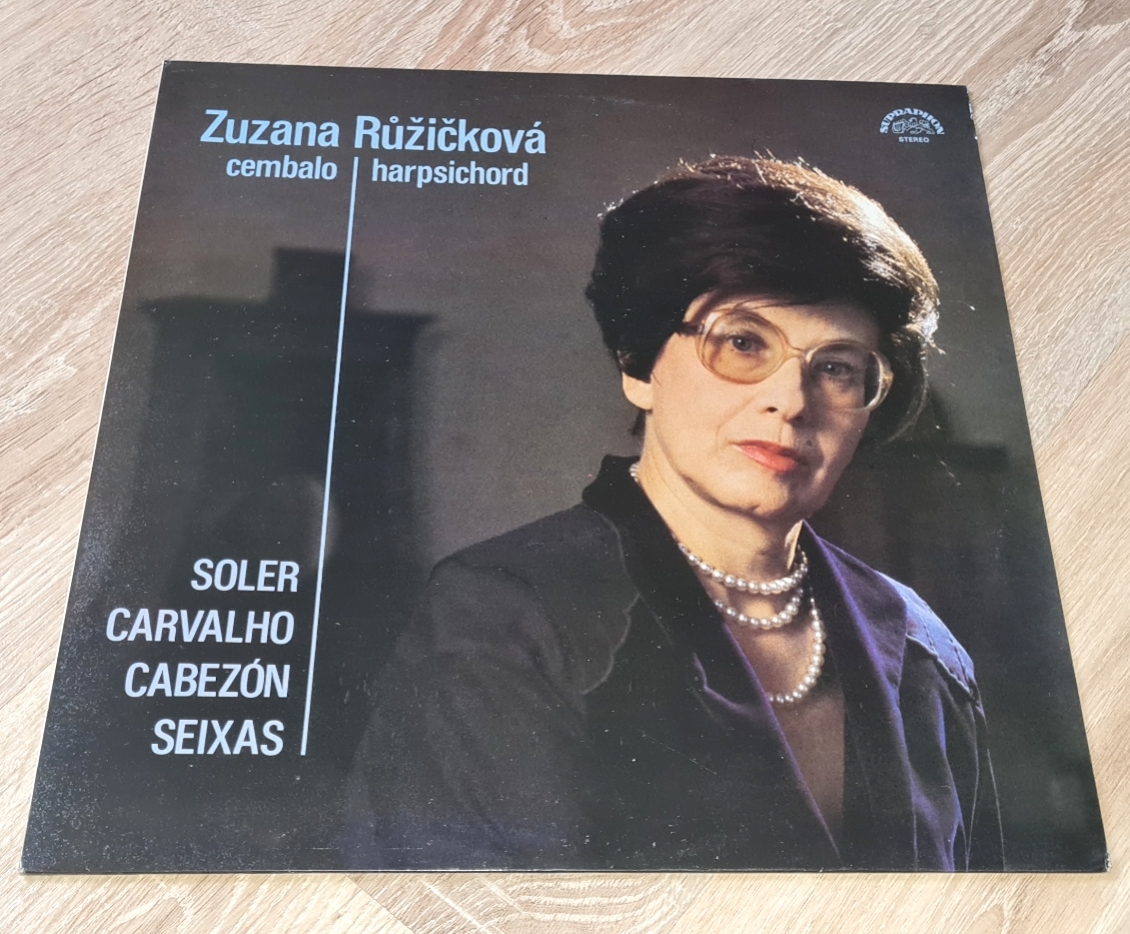 Zuzana Růžičková
cembalo harpsichord
SUPRAPHON
STEREO
SOLER
CARVALHO
CABEZÓN
SEIXAS